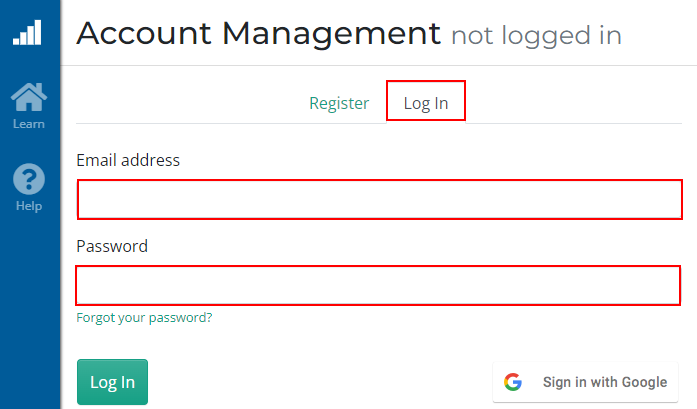 Account Management not logged in
Learn
Help
Register
Log In
Email address
Password
Forgot your password?
Log In
Sign in with Google